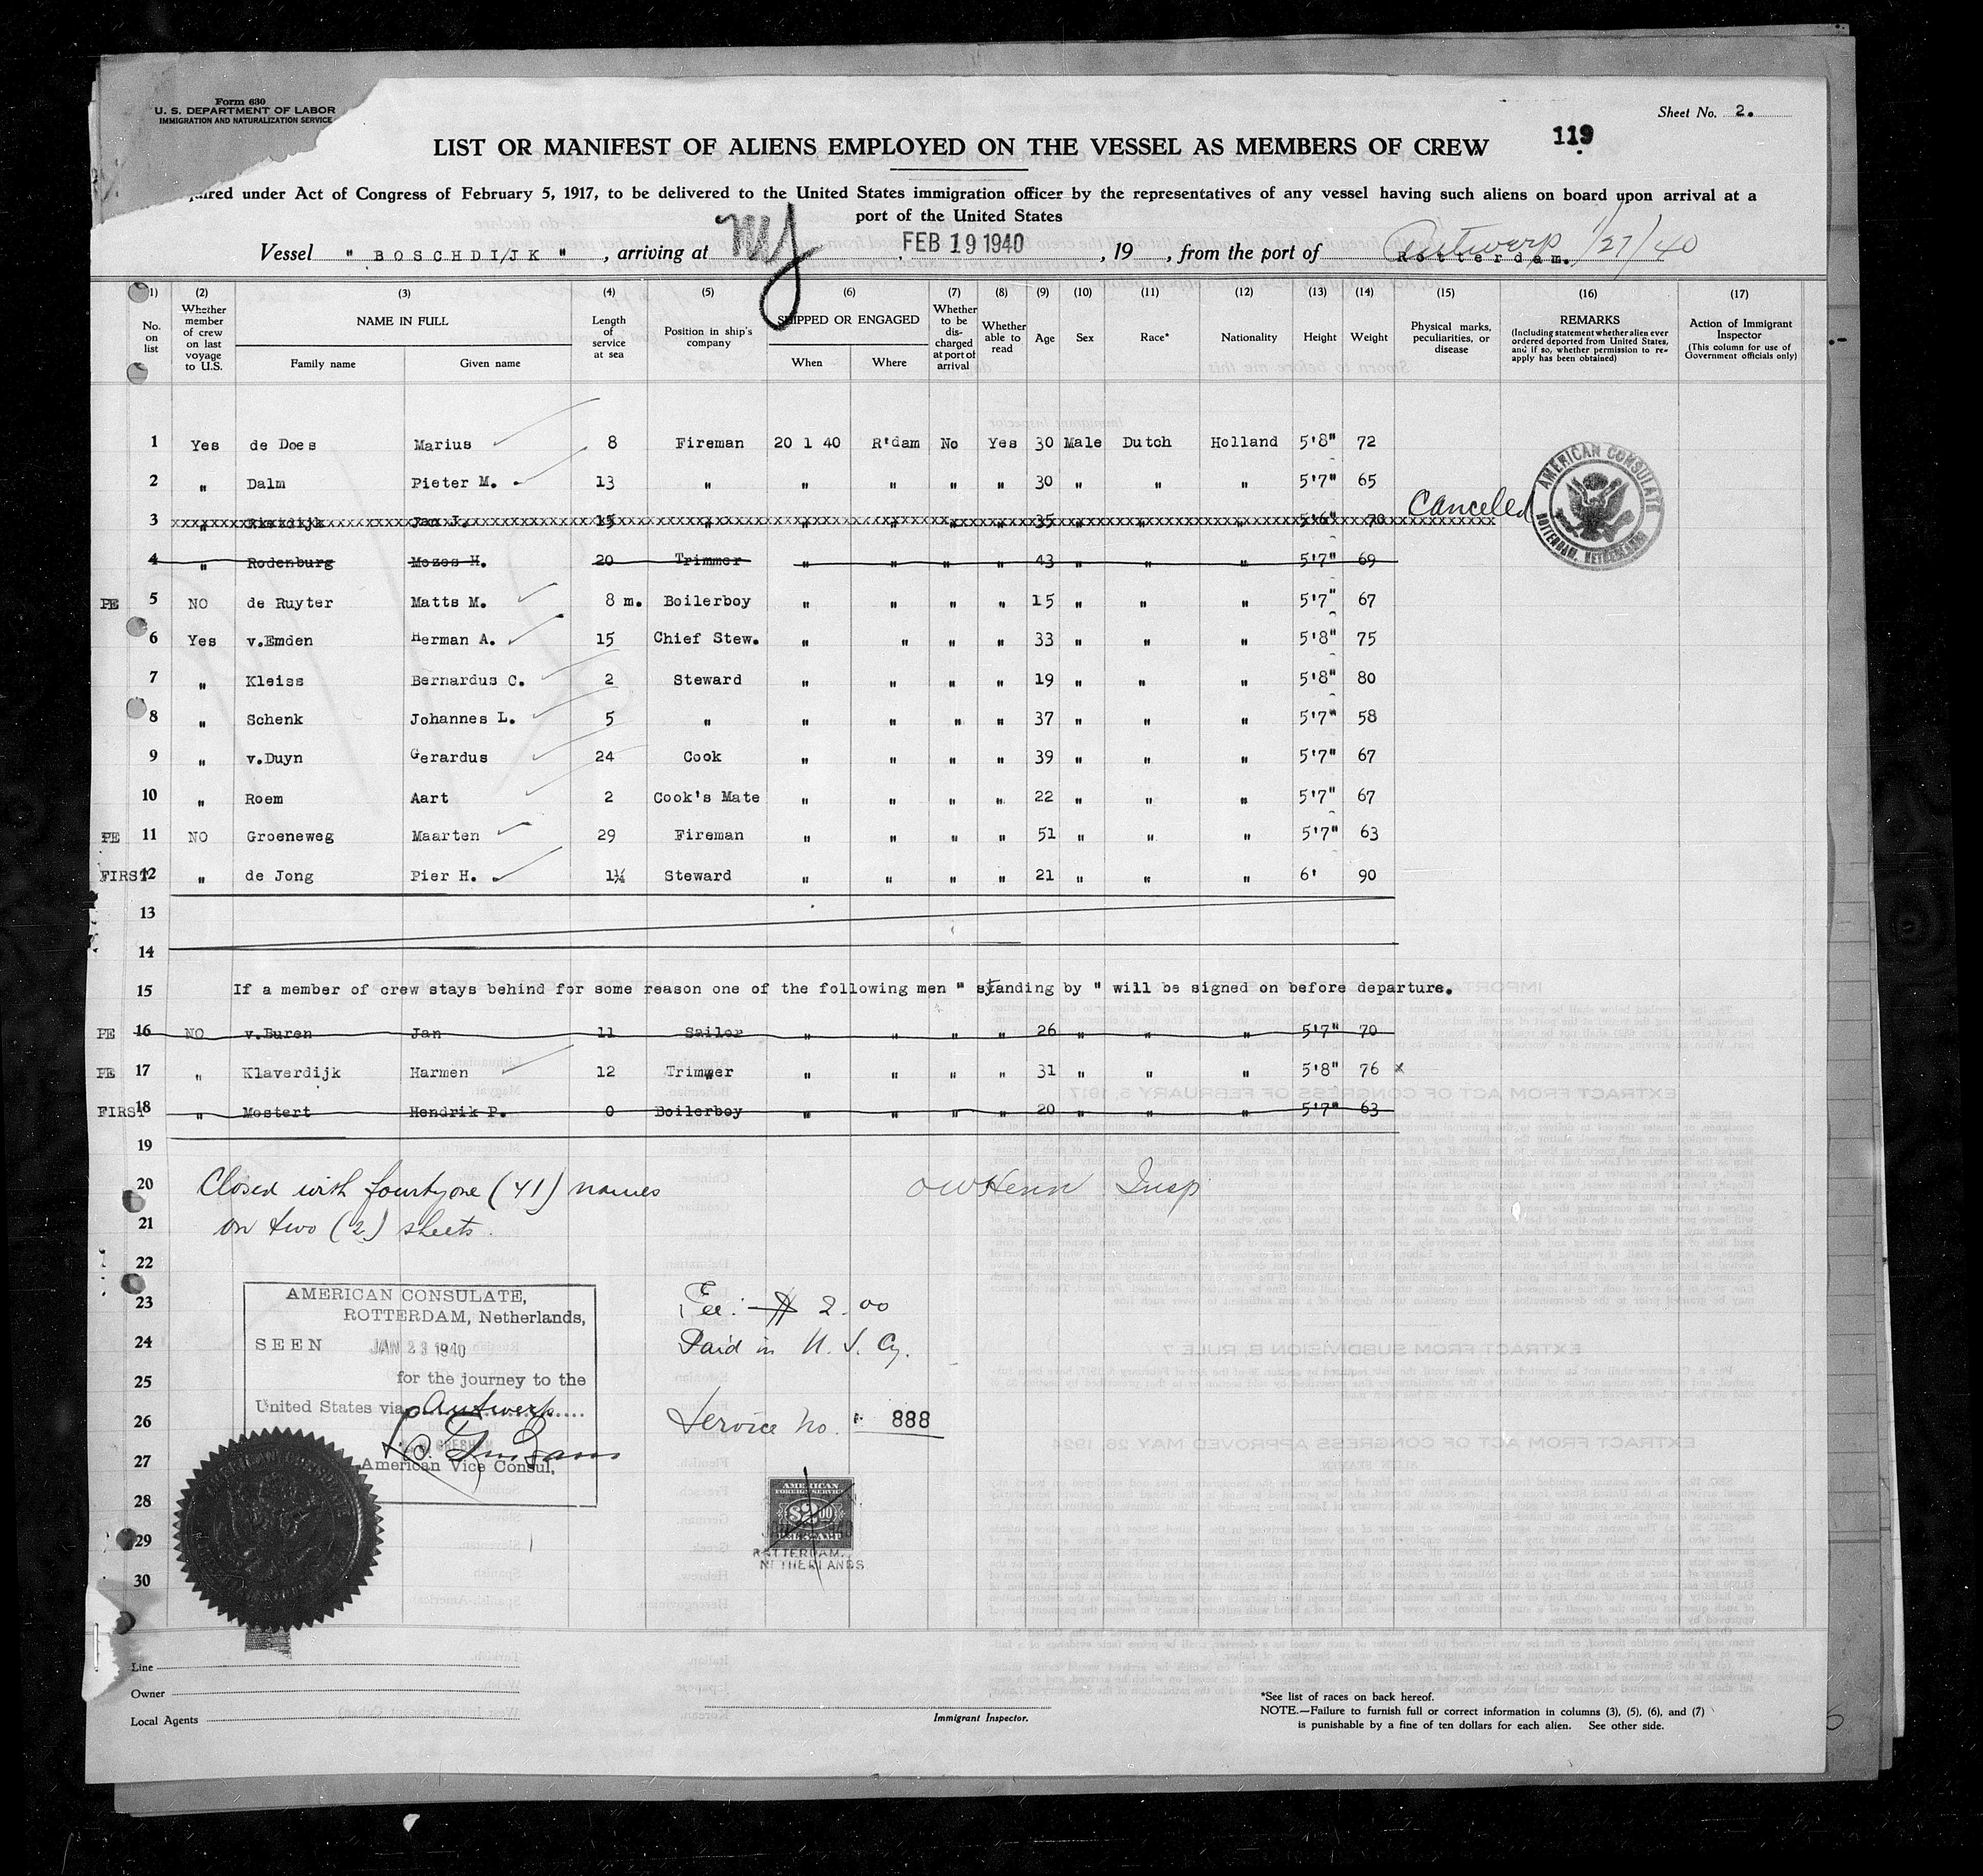 Form 630
U. S. DEPARTMENT OF LABOR
IMMIGRATION AND NATURALIZATION SERVICE
Sheet No. 2.
LIST OR MANIFEST OF ALIENS EMPLOYED ON THE VESSEL AS MEMBERS OF CREW 119
uired under Act of Congress of February 5, 1917, to be delivered to the United States immigration officer by the representatives of any vessel having such aliens on board upon arrival at a
port of the United States
Vessel " BOSCHDIJK " , arriving at NY FEB 19 1940 , 19 , from the port of Rotterdam. Antwerp 1/27/40
(1) (2) (3) (4) (5) (6) (7) (8) (9) (10) (11) (12) (13) (14) (15) (16) (17)
No. on list
Whether member of crew on last voyage to U.S.
NAME IN FULL
Family name Given name
Length of service at sea
Position in ship's company
SHIPPED OR ENGAGED
When Where
Whether to be discharged at port of arrival
Whether able to read
Age Sex Race* Nationality Height Weight
Physical marks, peculiarities, or disease
REMARKS
(Including statement whether alien ever ordered deported from United States, and if so, whether permission to re-apply has been obtained)
Action of Immigrant Inspector
(This column for use of Government officials only)
1 Yes de Does Marius 8 Fireman 20 1 40 R'dam No Yes 30 Male Dutch Holland 5'8" 72
2 " Dalm Pieter M. 13 " " " " " 30 " " " 5'7" 65
3 " Jan J. 15 " " " " " 35 " " " 5'6" 70 Canceled
AMERICAN CONSULATE
ROTTERDAM, NETHERLANDS
4 " Rodenburg Mozes H. 20 Trimmer " " " " 43 " " " 5'7" 69
PE 5 NO de Ruyter Matts M. 8 m. Boilerboy " " " " 15 " " " 5'7" 67
6 Yes v.Emden Herman A. 15 Chief Stew. " " " " 33 " " " 5'8" 75
7 " Kleiss Bernardus C. 2 Steward " " " " 19 " " " 5'8" 80
8 " Schenk Johannes L. 5 " " " " " 37 " " " 5'7" 58
9 " v.Duyn Gerardus 24 Cook " " " " 39 " " " 5'7" 67
10 " Roem Aart 2 Cook's Mate " " " " 22 " " " 5'7" 67
PE 11 NO Groeneweg Maarten 29 Fireman " " " " 51 " " " 5'7" 63
FIRST 12 " de Jong Pier H. 1¼ Steward " " " " 21 " " " 6' 90
13
14
15 If a member of crew stays behind for some reason one of the following men " standing by " will be signed on before departure.
PE 16 NO v.Buren Jan 11 Sailor " " " " 26 " " " 5'7" 70
PE 17 " Klaverdijk Harmen 12 Trimmer " " " " 31 " " " 5'8" 76 x
FIRST 18 " Mostert Hendrik P. 0 Boilerboy " " " " 20 " " " 5'7" 63
19
20 Closed with fourtyone (41) names OWHenn Insp
21 on two (2) sheets.
22
23 AMERICAN CONSULATE,
ROTTERDAM, Netherlands,
Fee: $ 2.00
24 SEEN JAN 23 1940
Paid in U. S. Cy.
25 for the journey to the
26 United States via Antwerp
Service No. 888
27 American Vice Consul,
28 AMERICAN
FOREIGN SERVICE
$2.00
29 ROTTERDAM,
NETHERLANDS
30
Line
Owner
Local Agents
Immigrant Inspector.
*See list of races on back hereof.
NOTE.—Failure to furnish full or correct information in columns (3), (5), (6), and (7)
is punishable by a fine of ten dollars for each alien. See other side.